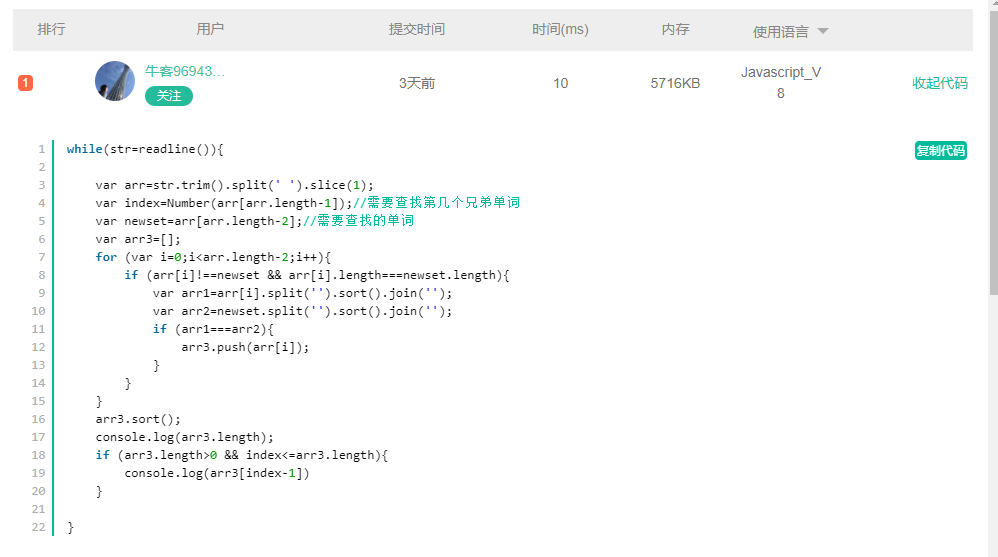 排行 用户 提交时间 时间(ms) 内存 使用语言
1 牛客96943... 3天前 10 5716KB Javascript_V8 收起代码
关注
复制代码
1 while(str=readline()){
2
3     var arr=str.trim().split(' ').slice(1);
4     var index=Number(arr[arr.length-1]);//需要查找第几个兄弟单词
5     var newset=arr[arr.length-2];//需要查找的单词
6     var arr3=[];
7     for (var i=0;i<arr.length-2;i++){
8         if (arr[i]!==newset && arr[i].length===newset.length){
9             var arr1=arr[i].split('').sort().join('');
10             var arr2=newset.split('').sort().join('');
11             if (arr1===arr2){
12                 arr3.push(arr[i]);
13             }
14         }
15     }
16     arr3.sort();
17     console.log(arr3.length);
18     if (arr3.length>0 && index<=arr3.length){
19         console.log(arr3[index-1])
20     }
21
22 }